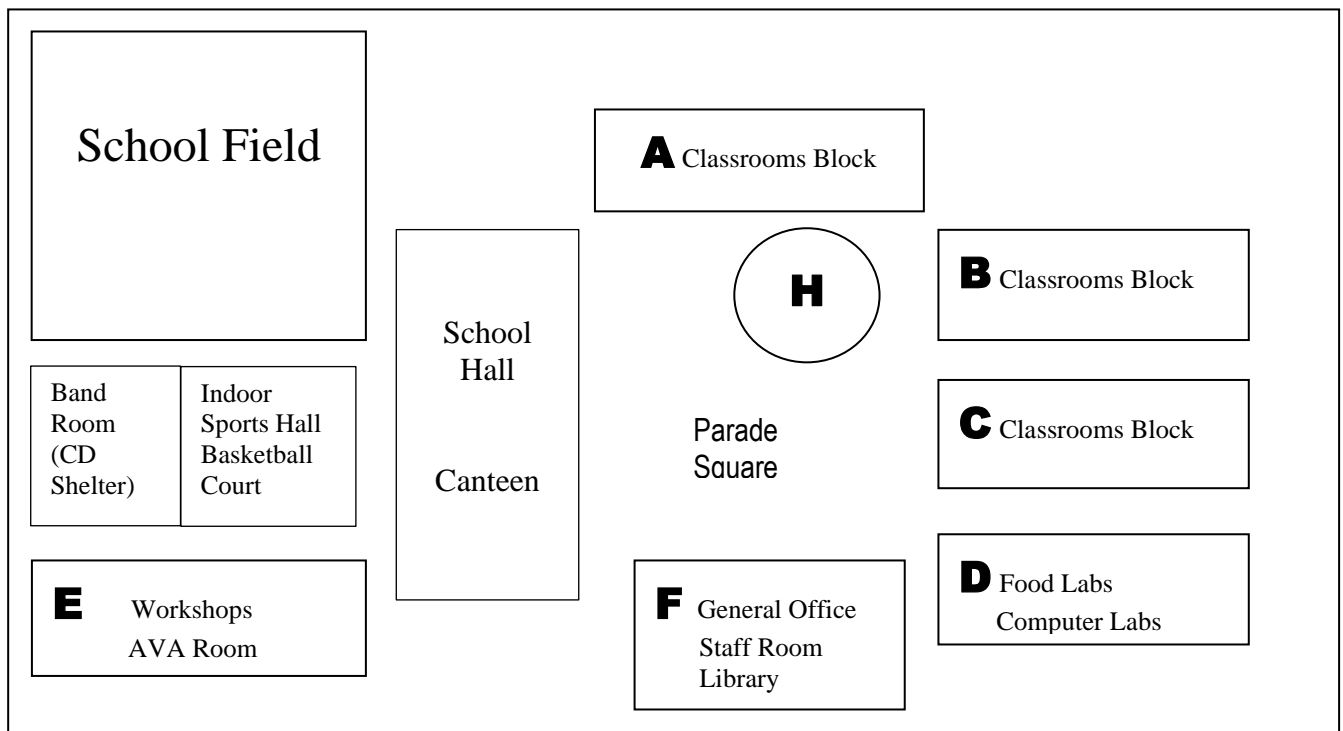 School Field
A Classrooms Block
H
B Classrooms Block
School
Hall
Canteen
Band
Room
(CD
Shelter)
Indoor
Sports Hall
Basketball
Court
C Classrooms Block
Parade
Square
E Workshops
AVA Room
F General Office
Staff Room
Library
D Food Labs
Computer Labs